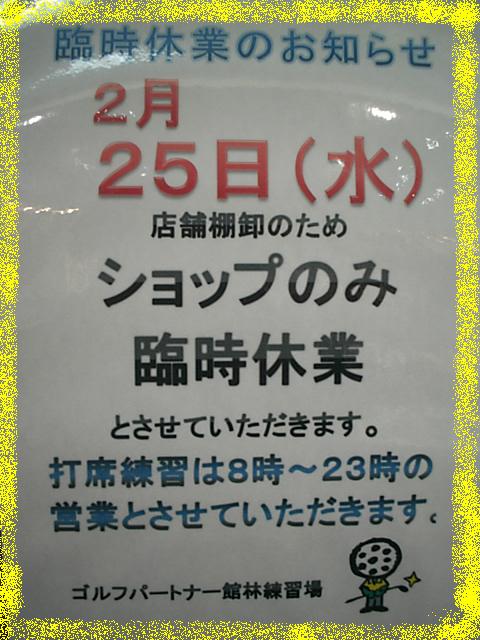 臨時休業のお知らせ
２月
２５日（水）
店舗棚卸のため
ショップのみ
臨時休業
とさせていただきます。
打席練習は８時～２３時の
営業とさせていただきます。
ゴルフパートナー館林練習場